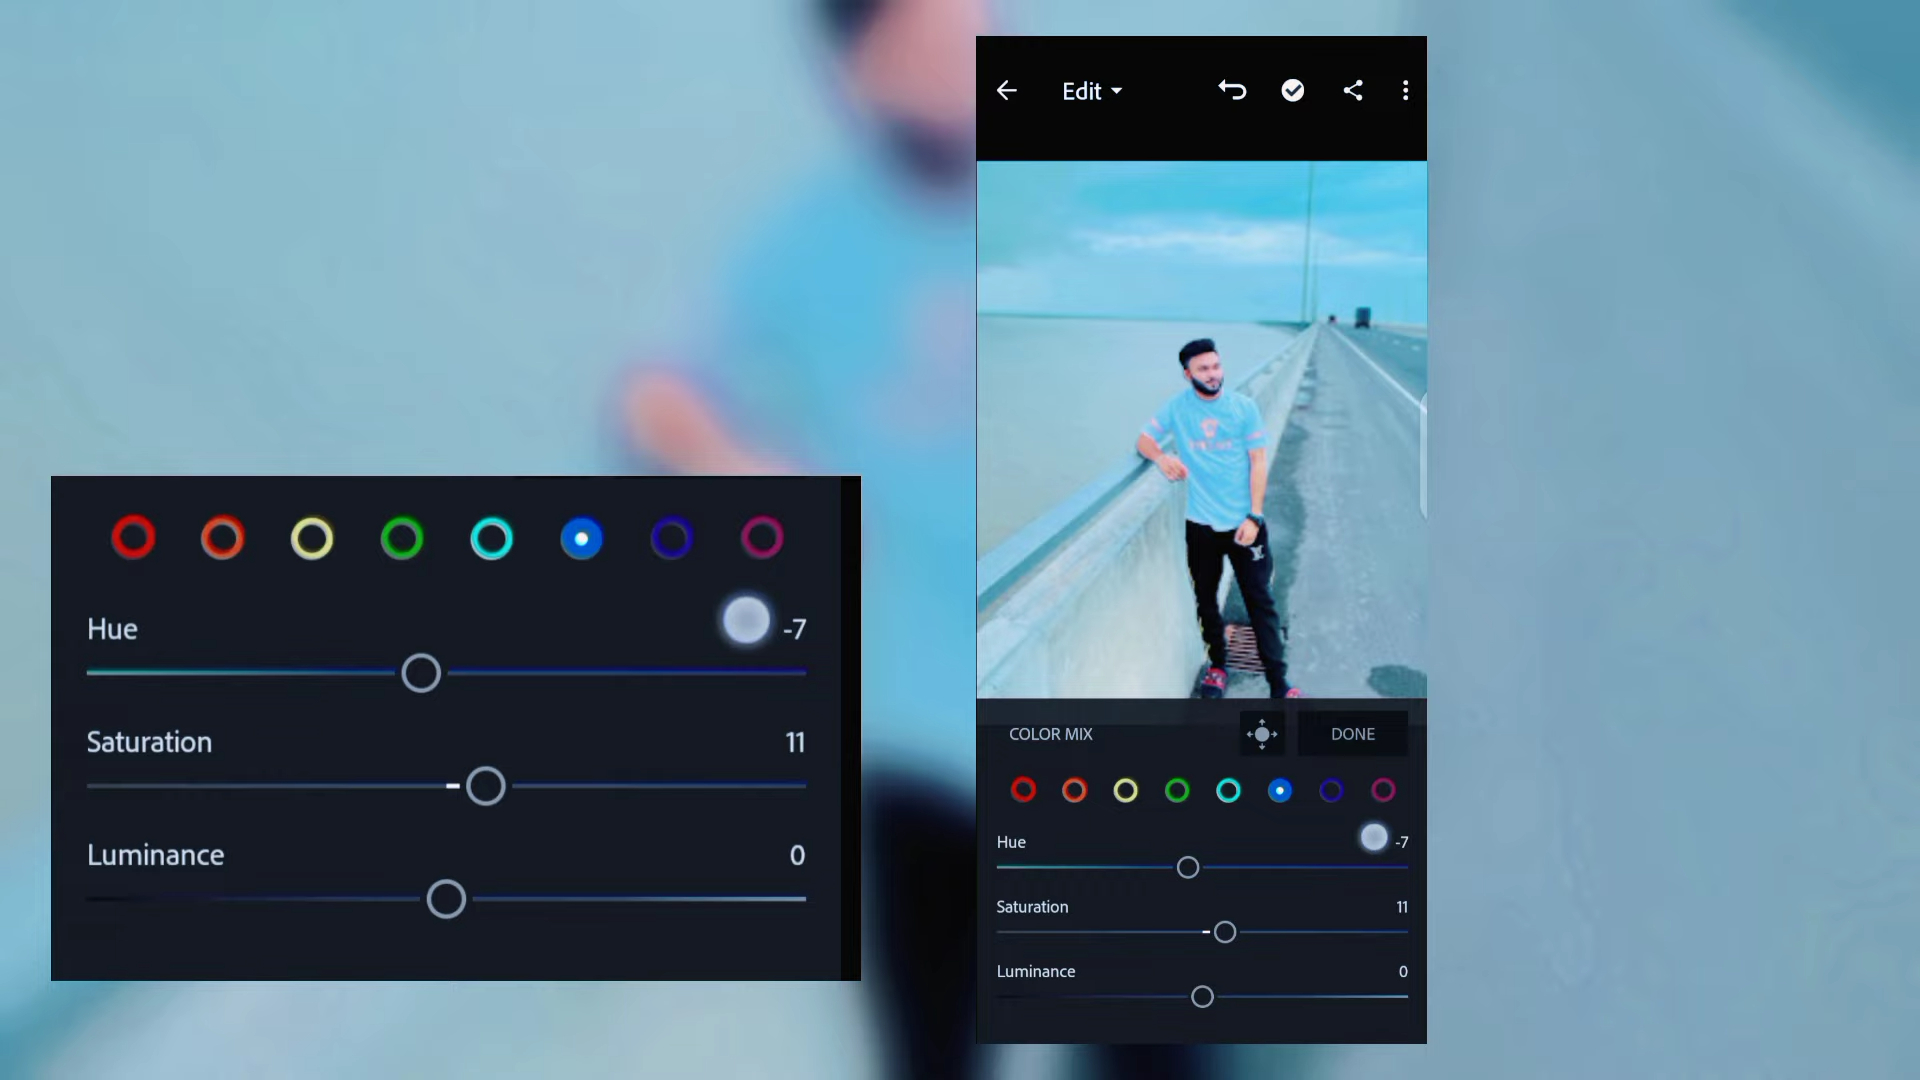 Edit
Hue -7
Saturation 11
Luminance 0
COLOR MIX DONE
Hue -7
Saturation 11
Luminance 0